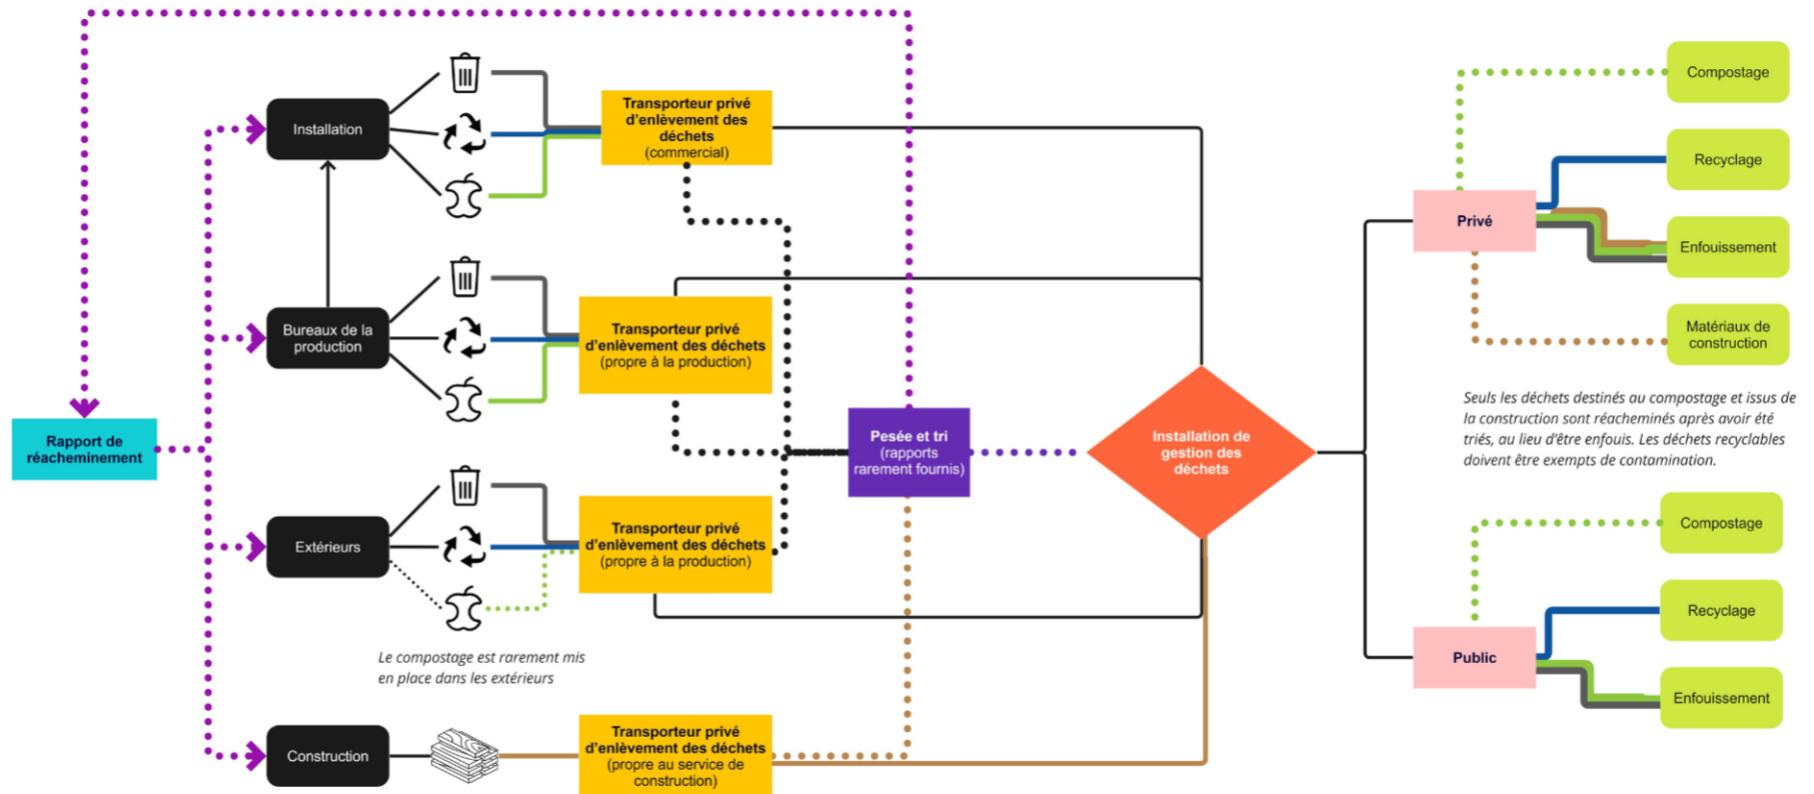 Installation
Transporteur privé
d'enlèvement des
déchets
(commercial)
Bureaux de la
production
Transporteur privé
d'enlèvement des déchets
(propre à la production)
Rapport de
réacheminement
Extérieurs
Transporteur privé
d'enlèvement des déchets
(propre à la production)
Le compostage est rarement mis
en place dans les extérieurs
Construction
Transporteur privé
d'enlèvement des déchets
(propre au service de
construction)
Pesée et tri
(rapports
rarement fournis)
Installation de
gestion des
déchets
Privé
Compostage
Recyclage
Enfouissement
Matériaux de
construction
Seuls les déchets destinés au compostage et issus de
la construction sont réacheminés après avoir été
triés, au lieu d'être enfouis. Les déchets recyclables
doivent être exempts de contamination.
Public
Compostage
Recyclage
Enfouissement